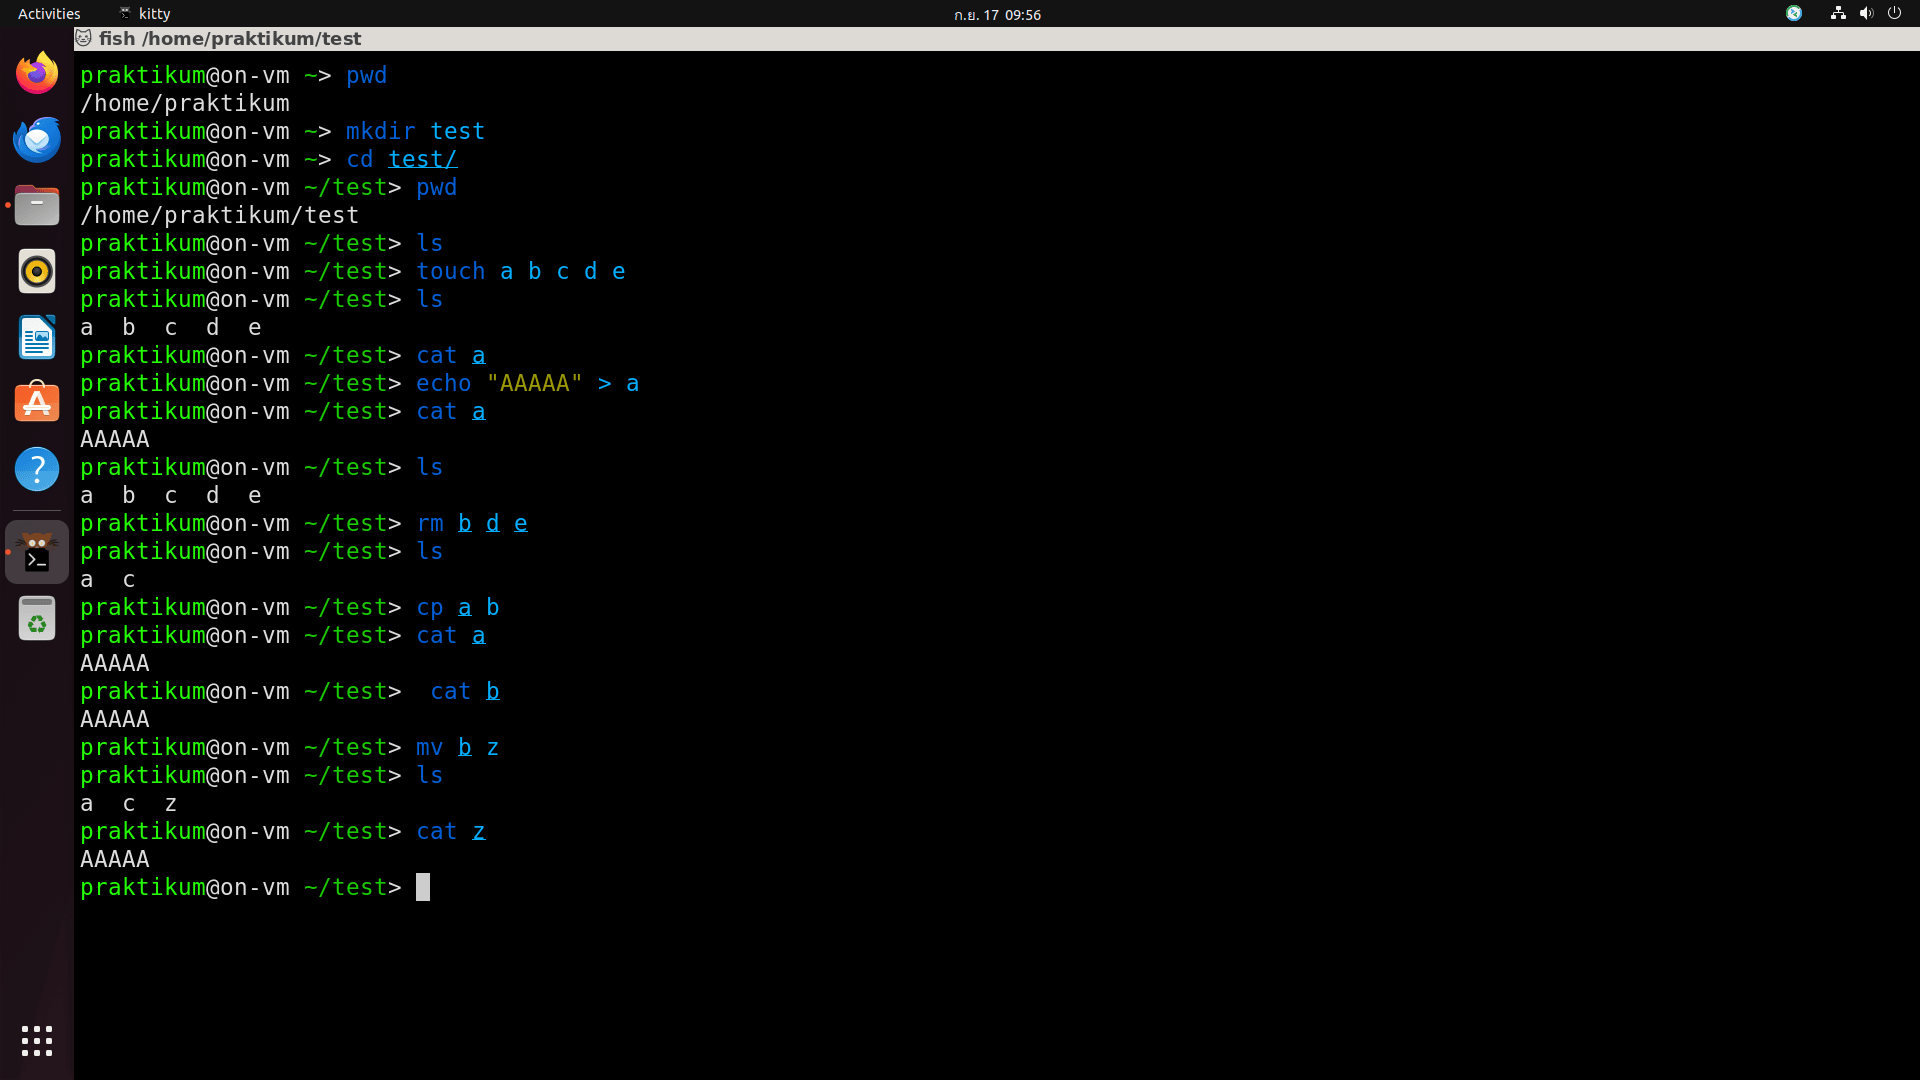 Activities
kitty
ก.ย. 17 09:56
fish /home/praktikum/test
praktikum@on-vm ~> pwd
/home/praktikum
praktikum@on-vm ~> mkdir test
praktikum@on-vm ~> cd test/
praktikum@on-vm ~/test> pwd
/home/praktikum/test
praktikum@on-vm ~/test> ls
praktikum@on-vm ~/test> touch a b c d e
praktikum@on-vm ~/test> ls
a  b  c  d  e
praktikum@on-vm ~/test> cat a
praktikum@on-vm ~/test> echo "AAAAA" > a
praktikum@on-vm ~/test> cat a
AAAAA
praktikum@on-vm ~/test> ls
a  b  c  d  e
praktikum@on-vm ~/test> rm b d e
praktikum@on-vm ~/test> ls
a  c
praktikum@on-vm ~/test> cp a b
praktikum@on-vm ~/test> cat a
AAAAA
praktikum@on-vm ~/test>  cat b
AAAAA
praktikum@on-vm ~/test> mv b z
praktikum@on-vm ~/test> ls
a  c  z
praktikum@on-vm ~/test> cat z
AAAAA
praktikum@on-vm ~/test>